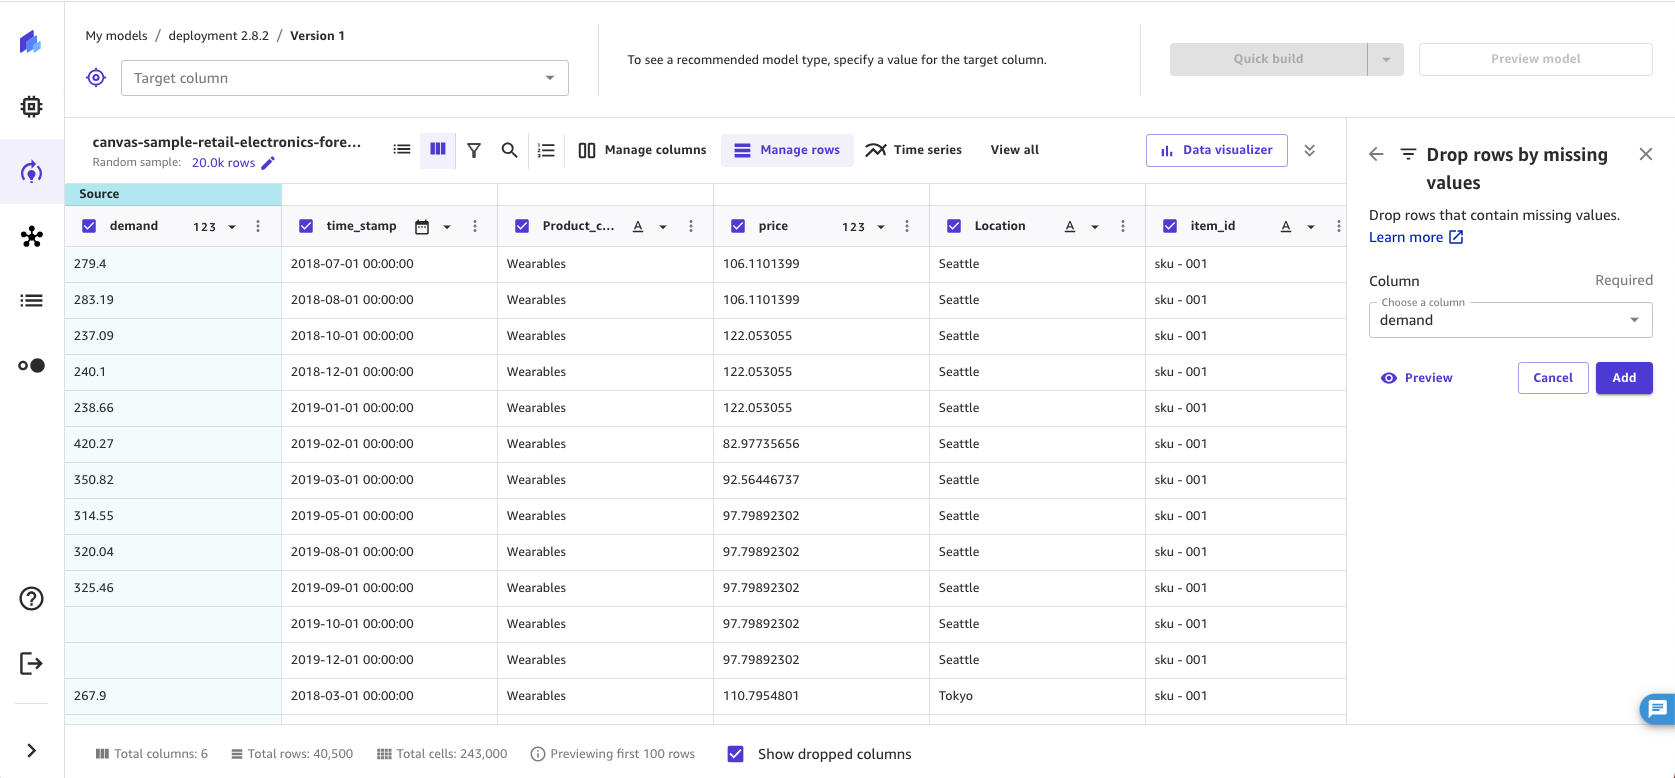 My models / deployment 2.8.2 / Version 1
Target column
To see a recommended model type, specify a value for the target column.
Quick build
Preview model
canvas-sample-retail-electronics-fore...
Random sample: 20.0k rows
Manage columns
Manage rows
Time series
View all
Data visualizer
Source
demand 123 time_stamp Product_c... A price 123 Location A item_id A
279.4 2018-07-01 00:00:00 Wearables 106.1101399 Seattle sku - 001
283.19 2018-08-01 00:00:00 Wearables 106.1101399 Seattle sku - 001
237.09 2018-10-01 00:00:00 Wearables 122.053055 Seattle sku - 001
240.1 2018-12-01 00:00:00 Wearables 122.053055 Seattle sku - 001
238.66 2019-01-01 00:00:00 Wearables 122.053055 Seattle sku - 001
420.27 2019-02-01 00:00:00 Wearables 82.97735656 Seattle sku - 001
350.82 2019-03-01 00:00:00 Wearables 92.56446737 Seattle sku - 001
314.55 2019-05-01 00:00:00 Wearables 97.79892302 Seattle sku - 001
320.04 2019-08-01 00:00:00 Wearables 97.79892302 Seattle sku - 001
325.46 2019-09-01 00:00:00 Wearables 97.79892302 Seattle sku - 001
2019-10-01 00:00:00 Wearables 97.79892302 Seattle sku - 001
2019-12-01 00:00:00 Wearables 97.79892302 Seattle sku - 001
267.9 2018-03-01 00:00:00 Wearables 110.7954801 Tokyo sku - 001
Drop rows by missing
values
Drop rows that contain missing values.
Learn more
Column Required
Choose a column
demand
Preview
Cancel
Add
Total columns: 6
Total rows: 40,500
Total cells: 243,000
Previewing first 100 rows
Show dropped columns